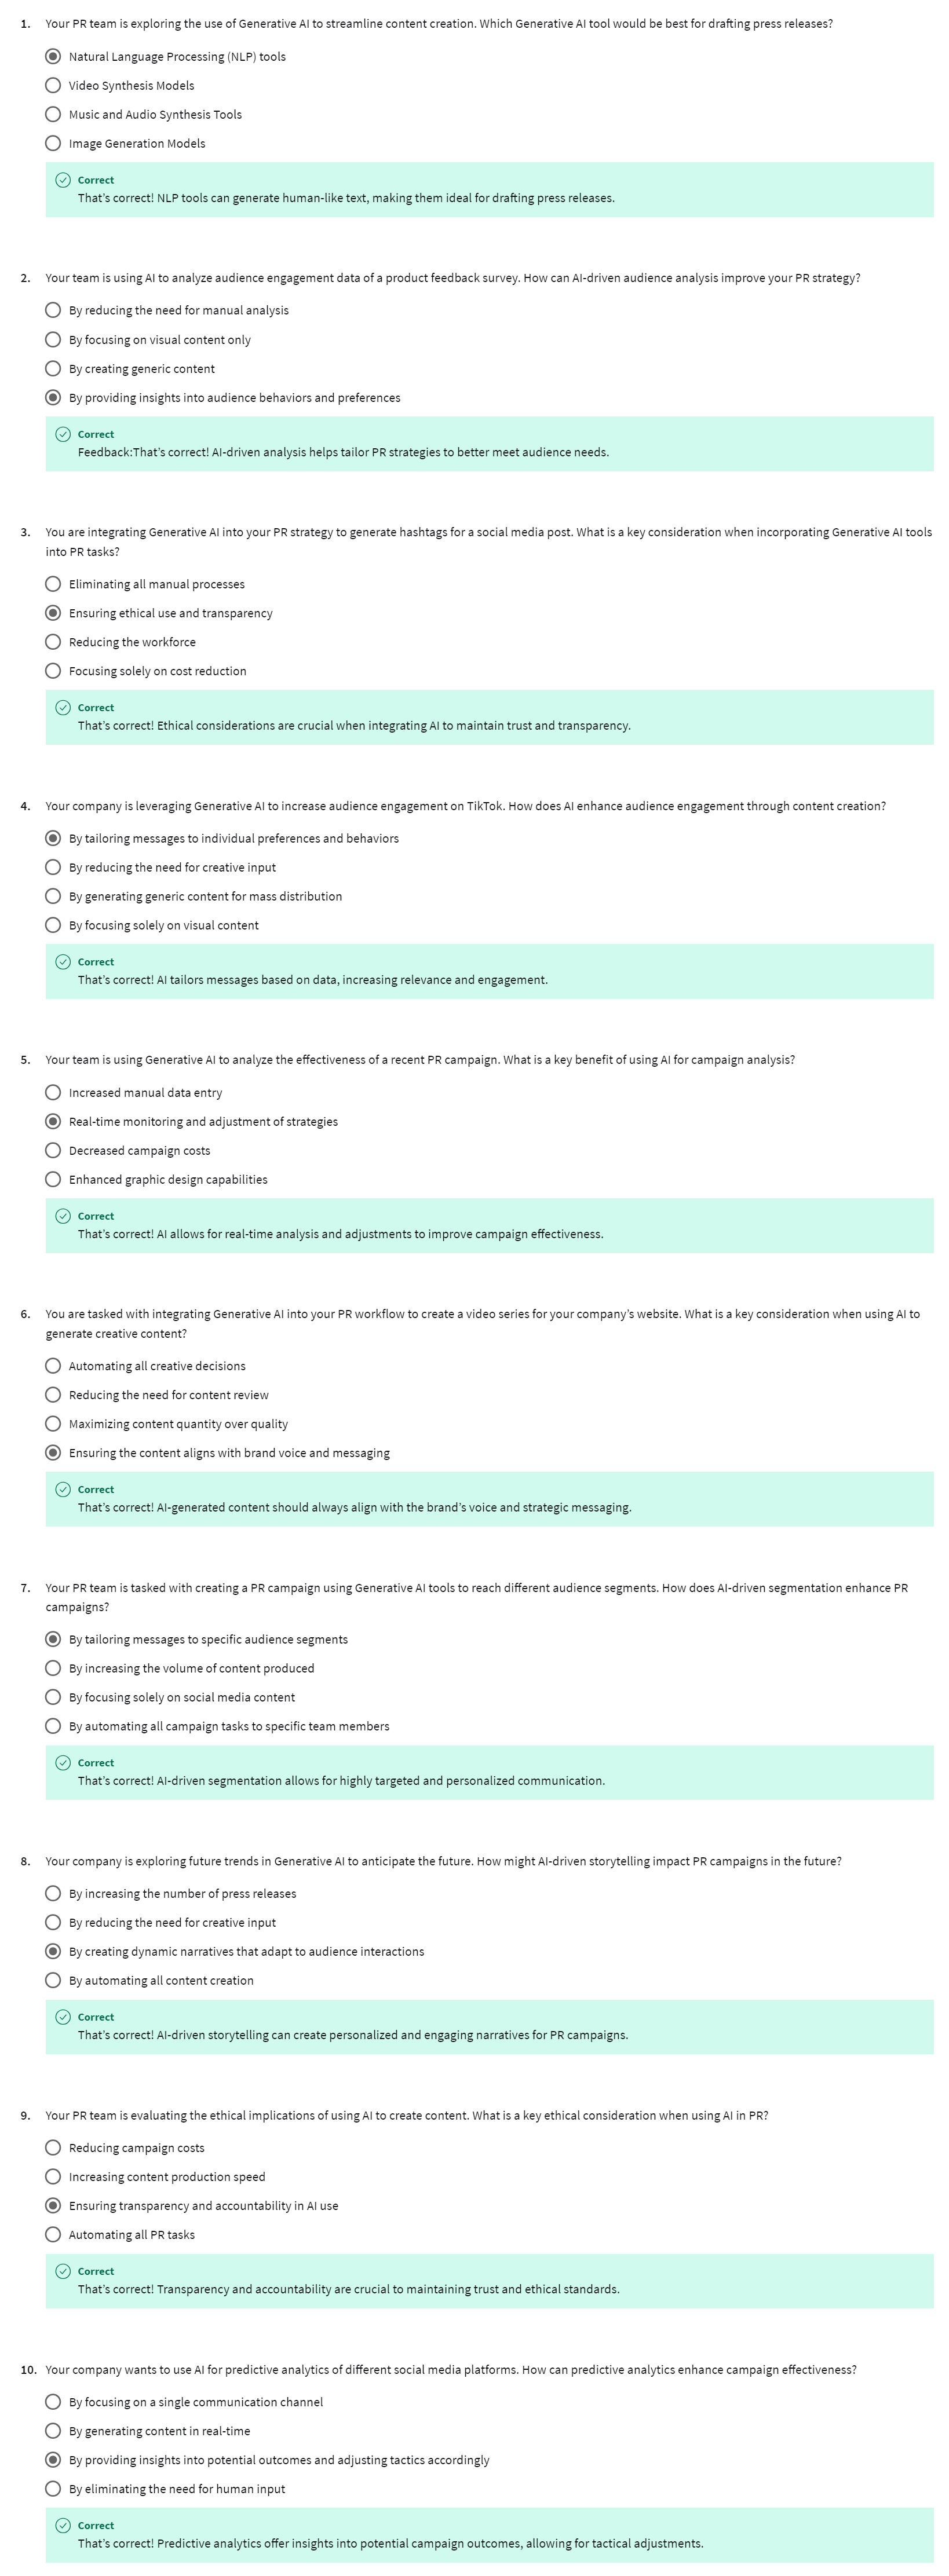 1. Your PR team is exploring the use of Generative AI to streamline content creation. Which Generative AI tool would be best for drafting press releases?
Natural Language Processing (NLP) tools
Video Synthesis Models
Music and Audio Synthesis Tools
Image Generation Models
Correct
That's correct! NLP tools can generate human-like text, making them ideal for drafting press releases.
2. Your team is using AI to analyze audience engagement data of a product feedback survey. How can AI-driven audience analysis improve your PR strategy?
By reducing the need for manual analysis
By focusing on visual content only
By creating generic content
By providing insights into audience behaviors and preferences
Correct
Feedback:That's correct! AI-driven analysis helps tailor PR strategies to better meet audience needs.
3. You are integrating Generative AI into your PR strategy to generate hashtags for a social media post. What is a key consideration when incorporating Generative AI tools
into PR tasks?
Eliminating all manual processes
Ensuring ethical use and transparency
Reducing the workforce
Focusing solely on cost reduction
Correct
That's correct! Ethical considerations are crucial when integrating AI to maintain trust and transparency.
4. Your company is leveraging Generative AI to increase audience engagement on TikTok. How does AI enhance audience engagement through content creation?
By tailoring messages to individual preferences and behaviors
By reducing the need for creative input
By generating generic content for mass distribution
By focusing solely on visual content
Correct
That's correct! AI tailors messages based on data, increasing relevance and engagement.
5. Your team is using Generative AI to analyze the effectiveness of a recent PR campaign. What is a key benefit of using AI for campaign analysis?
Increased manual data entry
Real-time monitoring and adjustment of strategies
Decreased campaign costs
Enhanced graphic design capabilities
Correct
That's correct! AI allows for real-time analysis and adjustments to improve campaign effectiveness.
6. You are tasked with integrating Generative AI into your PR workflow to create a video series for your company's website. What is a key consideration when using AI to
generate creative content?
Automating all creative decisions
Reducing the need for content review
Maximizing content quantity over quality
Ensuring the content aligns with brand voice and messaging
Correct
That's correct! AI-generated content should always align with the brand's voice and strategic messaging.
7. Your PR team is tasked with creating a PR campaign using Generative AI tools to reach different audience segments. How does AI-driven segmentation enhance PR
campaigns?
By tailoring messages to specific audience segments
By increasing the volume of content produced
By focusing solely on social media content
By automating all campaign tasks to specific team members
Correct
That's correct! AI-driven segmentation allows for highly targeted and personalized communication.
8. Your company is exploring future trends in Generative AI to anticipate the future. How might AI-driven storytelling impact PR campaigns in the future?
By increasing the number of press releases
By reducing the need for creative input
By creating dynamic narratives that adapt to audience interactions
By automating all content creation
Correct
That's correct! AI-driven storytelling can create personalized and engaging narratives for PR campaigns.
9. Your PR team is evaluating the ethical implications of using AI to create content. What is a key ethical consideration when using AI in PR?
Reducing campaign costs
Increasing content production speed
Ensuring transparency and accountability in AI use
Automating all PR tasks
Correct
That's correct! Transparency and accountability are crucial to maintaining trust and ethical standards.
10. Your company wants to use AI for predictive analytics of different social media platforms. How can predictive analytics enhance campaign effectiveness?
By focusing on a single communication channel
By generating content in real-time
By providing insights into potential outcomes and adjusting tactics accordingly
By eliminating the need for human input
Correct
That's correct! Predictive analytics offer insights into potential campaign outcomes, allowing for tactical adjustments.